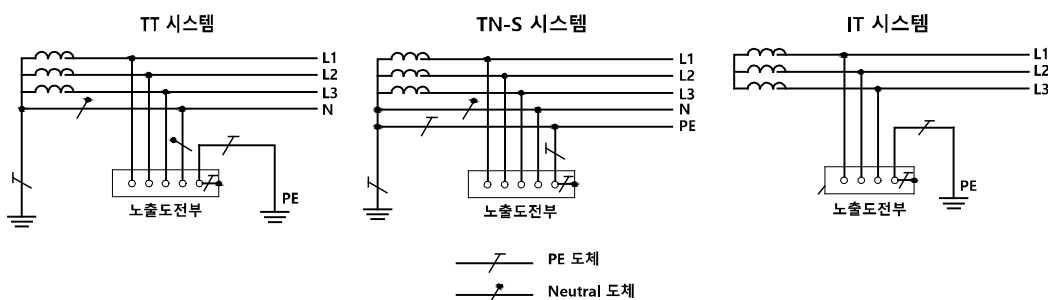 TT 시스템
L1
L2
L3
N
PE
노출도전부
TN-S 시스템
L1
L2
L3
N
PE
노출도전부
IT 시스템
L1
L2
L3
PE
노출도전부
PE 도체
Neutral 도체